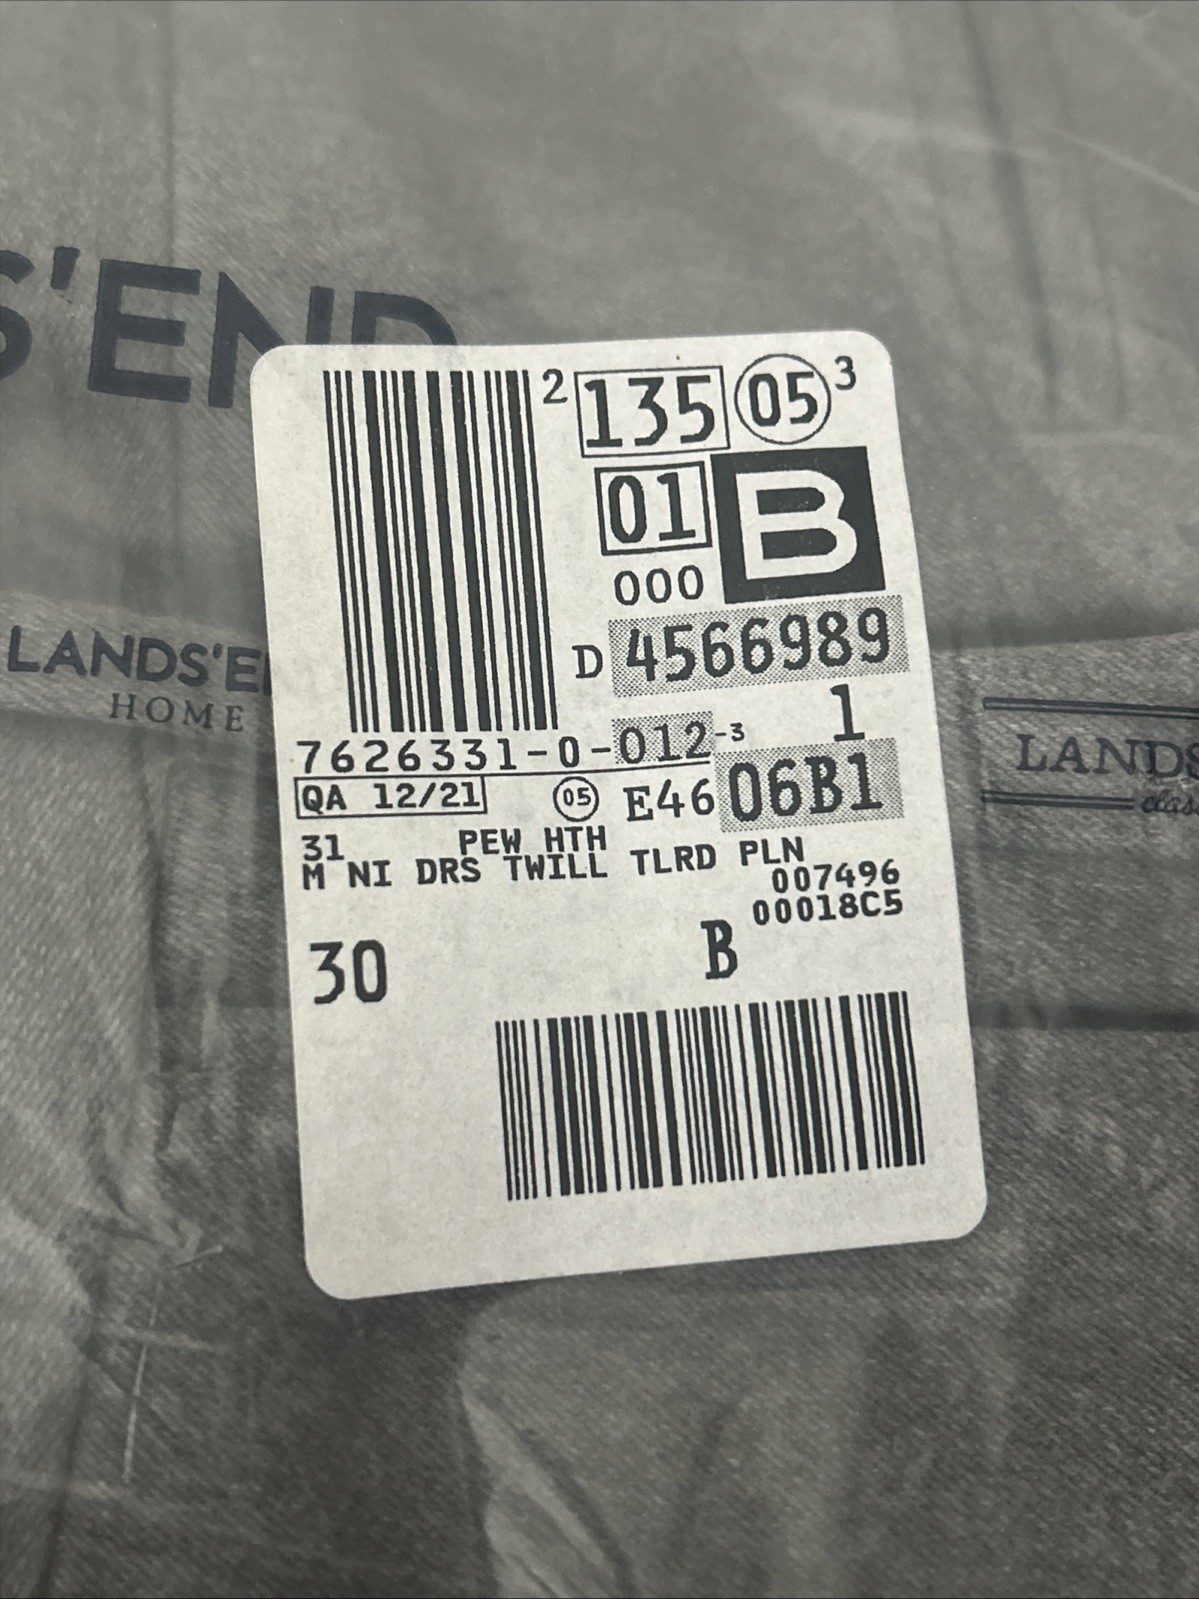 S'END
2 135 05 3
01 B
000
D 4566989
1
7626331-0-012-3
QA 12/21 05 E46 06B1
31 PEW HTH
M NI DRS TWILL TLRD PLN
007496
00018C5
30 B
LANDS'E
HOME
LANDS
clas